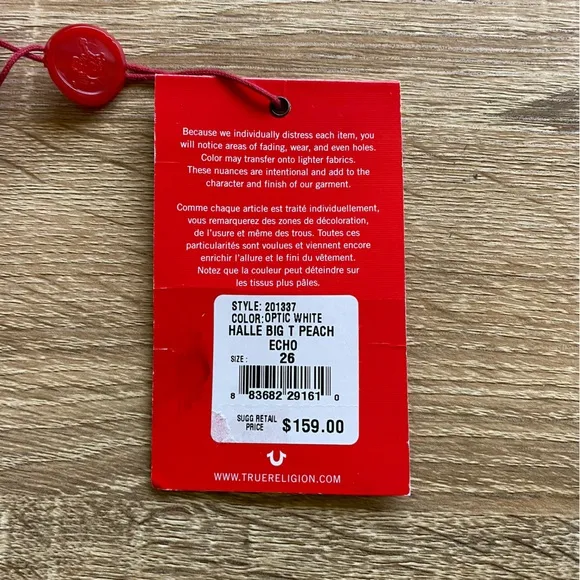 Because we individually distress each item, you
will notice areas of fading, wear, and even holes.
Color may transfer onto lighter fabrics.
These nuances are intentional and add to the
character and finish of our garment.
Comme chaque article est traité individuellement,
vous remarquerez des zones de décoloration,
de l'usure et même des trous. Toutes ces
particularités sont voulues et viennent encore
enrichir l'allure et le fini du vêtement.
Notez que la couleur peut déteindre sur
les tissus plus pâles.
STYLE: 201337
COLOR: OPTIC WHITE
HALLE BIG T PEACH
ECHO
SIZE: 26
8 83682 29161 0
SUGG RETAIL
PRICE $159.00
WWW.TRUERELIGION.COM